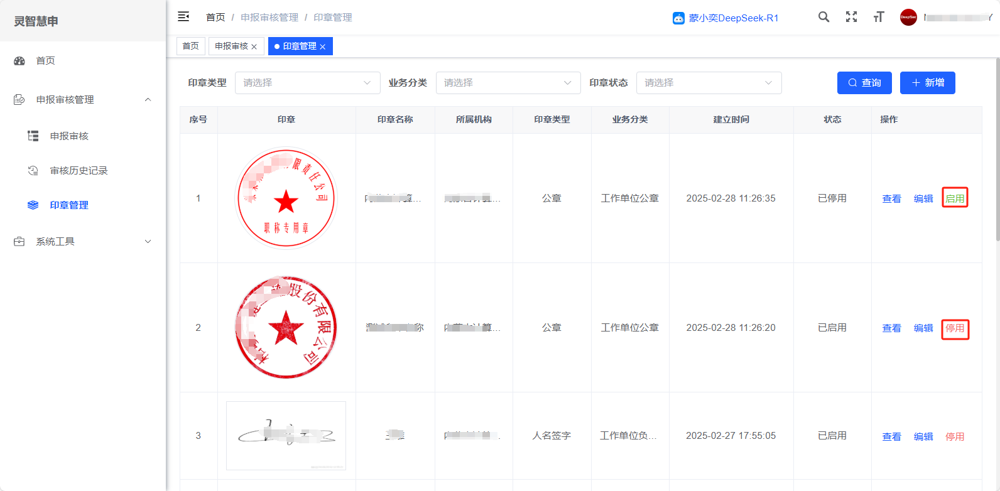 灵智慧申
首页 / 申报审核管理 / 印章管理
蒙小奕DeepSeek-R1
首页
申报审核 ×
印章管理 ×
首页
申报审核管理
申报审核
审核历史记录
印章管理
系统工具
印章类型 请选择 业务分类 请选择 印章状态 请选择 查询 新增
序号 印章 印章名称 所属机构 印章类型 业务分类 建立时间 状态 操作
限责任公司
职称专用章
1 公章 工作单位公章 2025-02-28 11:26:35 已停用 查看 编辑 启用
股份有限公司
2 公章 工作单位公章 2025-02-28 11:26:20 已启用 查看 编辑 停用
3 人名签字 工作单位负... 2025-02-27 17:55:05 已启用 查看 编辑 停用